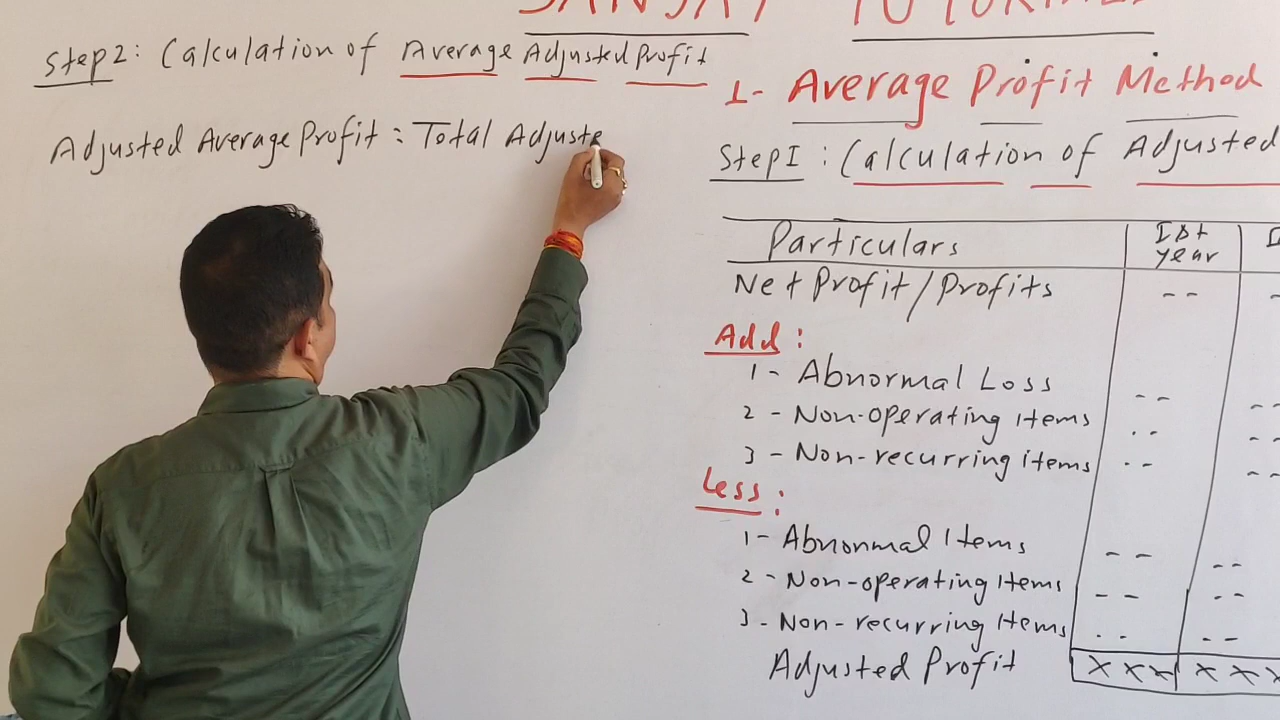 SANJAY TUTORIALS
Step2: Calculation of Average Adjusted Profit
Adjusted Average Profit = Total Adjuste
1- Average Profit Method
Step I : Calculation of Adjusted
Particulars Ist year
Net Profit/Profits --
Add:
1- Abnormal Loss --
2- Non-operating Items --
3- Non-recurring items --
Less:
1- Abnonmal Items --
2- Non-operating Items --
3- Non-recurring Items --
Adjusted Profit xxx xxx